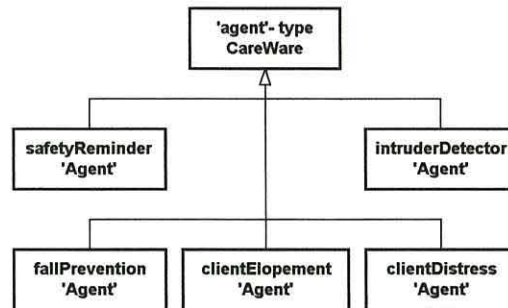 'agent'- type
CareWare
safetyReminder
'Agent'
intruderDetector
'Agent'
fallPrevention
'Agent'
clientElopement
'Agent'
clientDistress
'Agent'